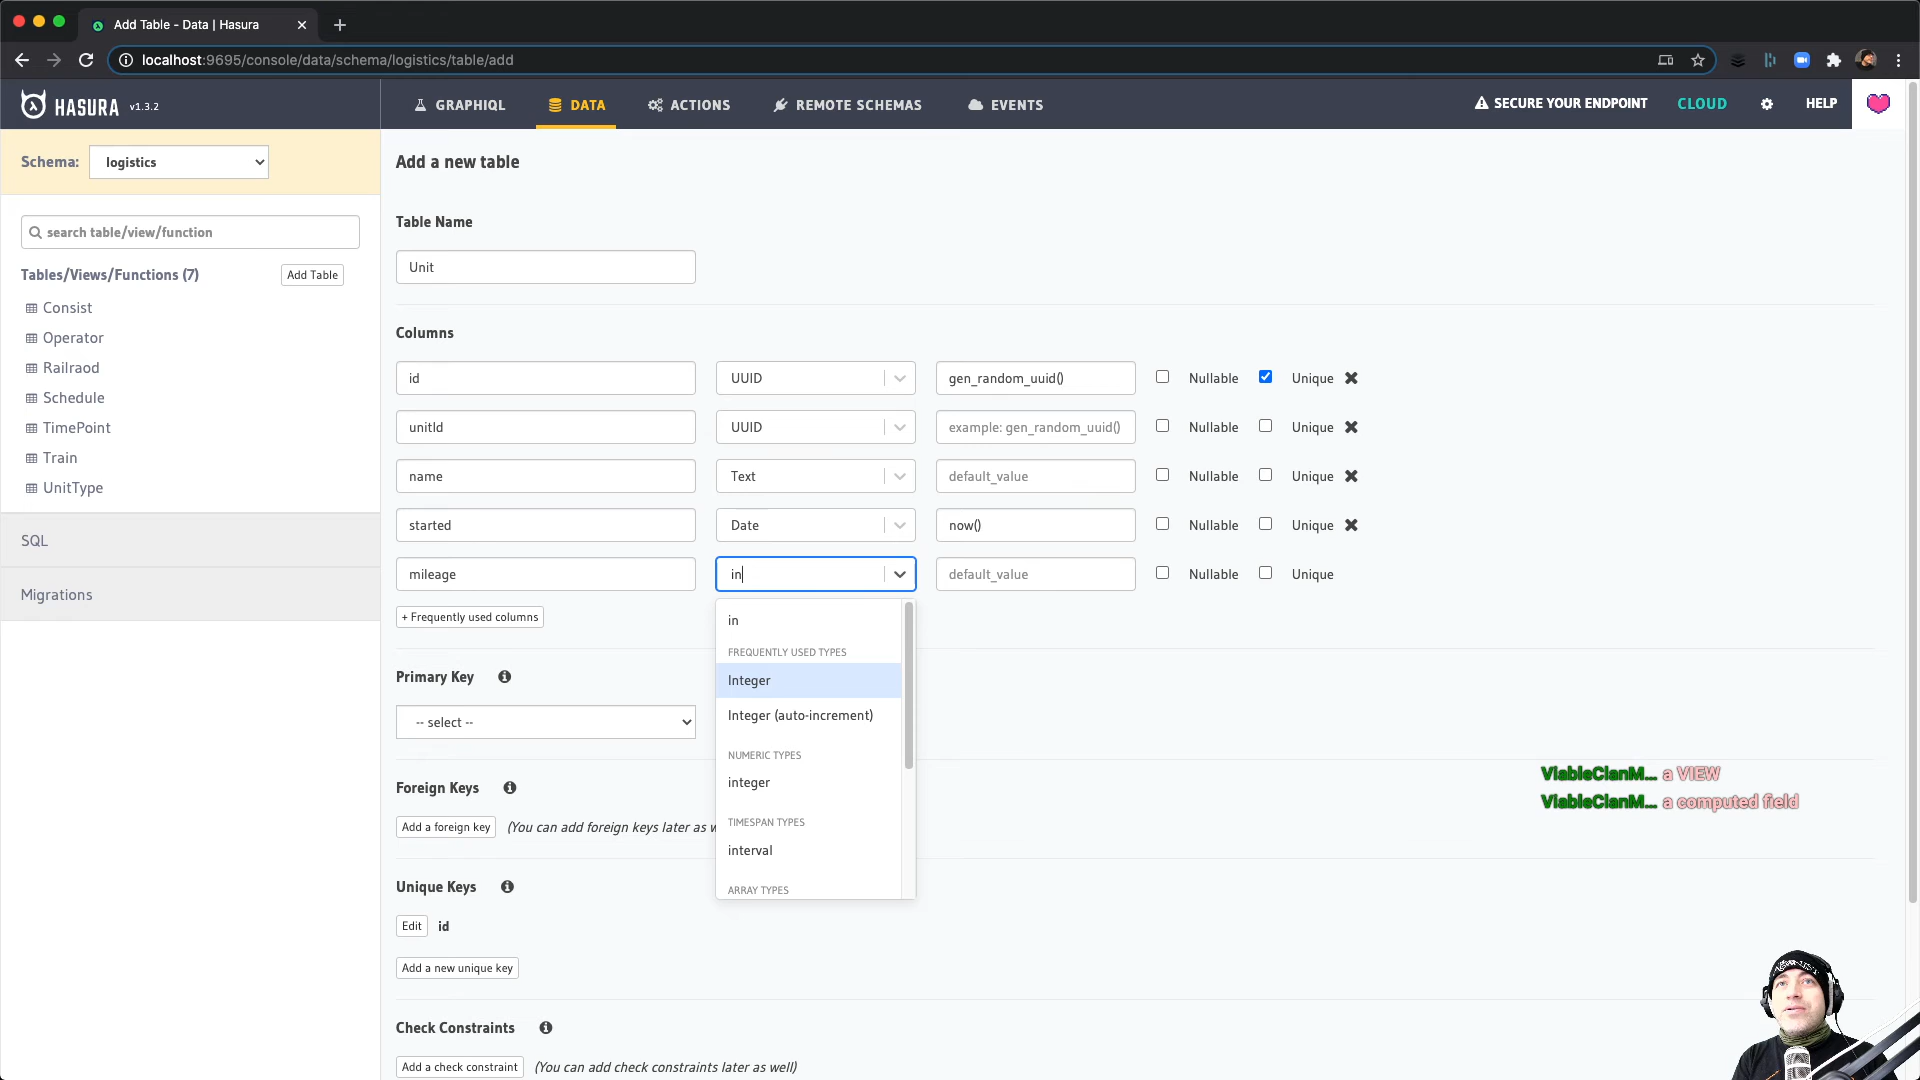 Add Table - Data | Hasura
localhost:9695/console/data/schema/logistics/table/add
HASURA v1.3.2
GRAPHIQL
DATA
ACTIONS
REMOTE SCHEMAS
EVENTS
SECURE YOUR ENDPOINT
CLOUD
HELP
Schema:
logistics
search table/view/function
Tables/Views/Functions (7)
Add Table
Consist
Operator
Railraod
Schedule
TimePoint
Train
UnitType
SQL
Migrations
Add a new table
Table Name
Unit
Columns
id UUID gen_random_uuid() Nullable Unique
unitId UUID example: gen_random_uuid() Nullable Unique
name Text default_value Nullable Unique
started Date now() Nullable Unique
mileage in default_value Nullable Unique
+ Frequently used columns
in
FREQUENTLY USED TYPES
Integer
Integer (auto-increment)
NUMERIC TYPES
integer
TIMESPAN TYPES
interval
ARRAY TYPES
Primary Key
-- select --
Foreign Keys
Add a foreign key (You can add foreign keys later as w
Unique Keys
Edit id
Add a new unique key
Check Constraints
Add a check constraint (You can add check constraints later as well)
ViableClanM... a VIEW
ViableClanM... a computed field